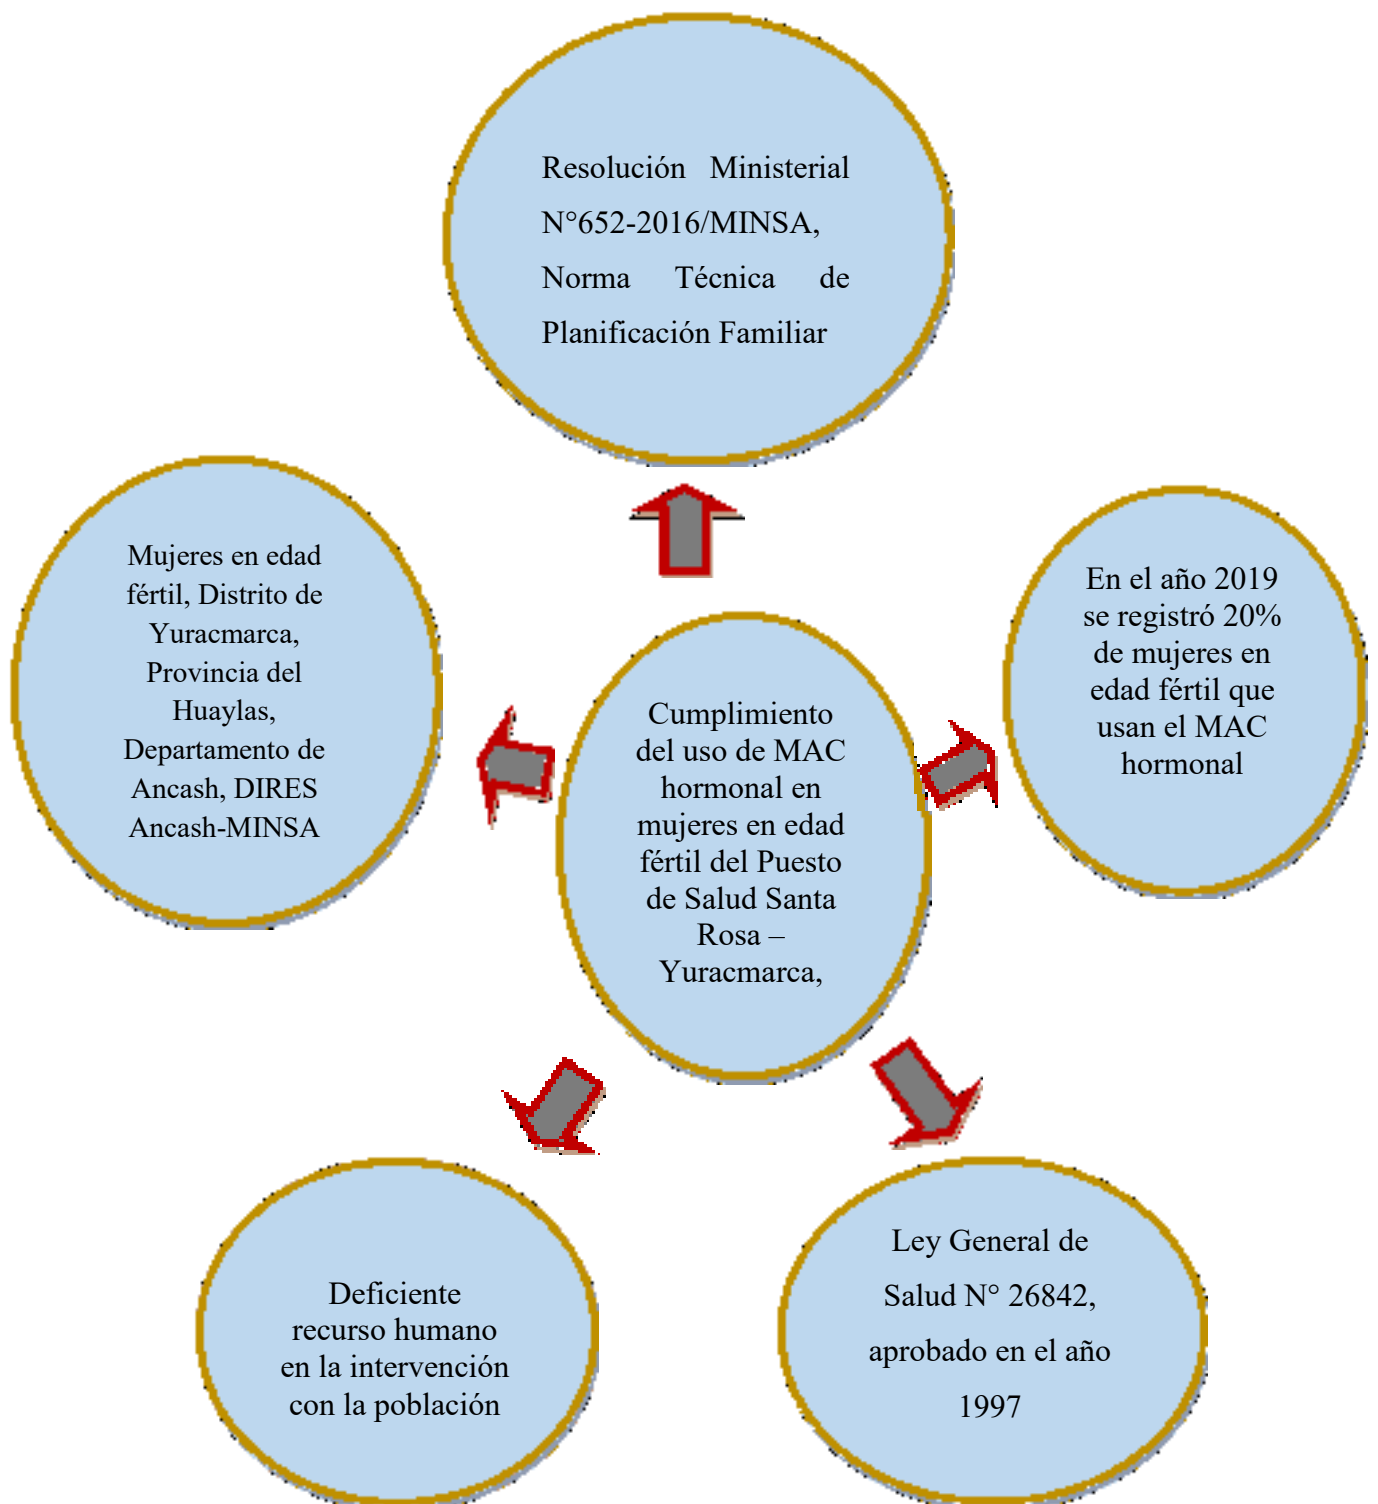 Resolución Ministerial
N°652-2016/MINSA,
Norma Técnica de
Planificación Familiar
Mujeres en edad
fértil, Distrito de
Yuracmarca,
Provincia del
Huaylas,
Departamento de
Ancash, DIRES
Ancash-MINSA
En el año 2019
se registró 20%
de mujeres en
edad fértil que
usan el MAC
hormonal
Cumplimiento
del uso de MAC
hormonal en
mujeres en edad
fértil del Puesto
de Salud Santa
Rosa –
Yuracmarca,
Deficiente
recurso humano
en la intervención
con la población
Ley General de
Salud N° 26842,
aprobado en el año
1997